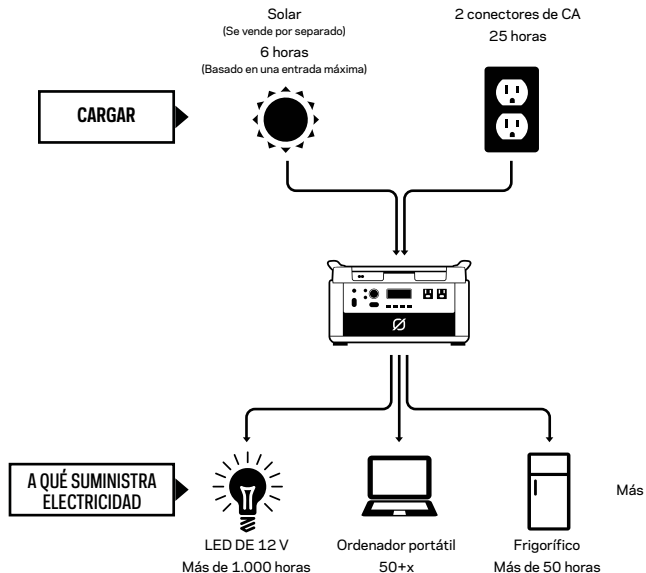 Solar
(Se vende por separado)
6 horas
(Basado en una entrada máxima)
2 conectores de CA
25 horas
CARGAR
A QUÉ SUMINISTRA
ELECTRICIDAD
LED DE 12 V
Más de 1.000 horas
Ordenador portátil
50+x
Frigorífico
Más de 50 horas
Más